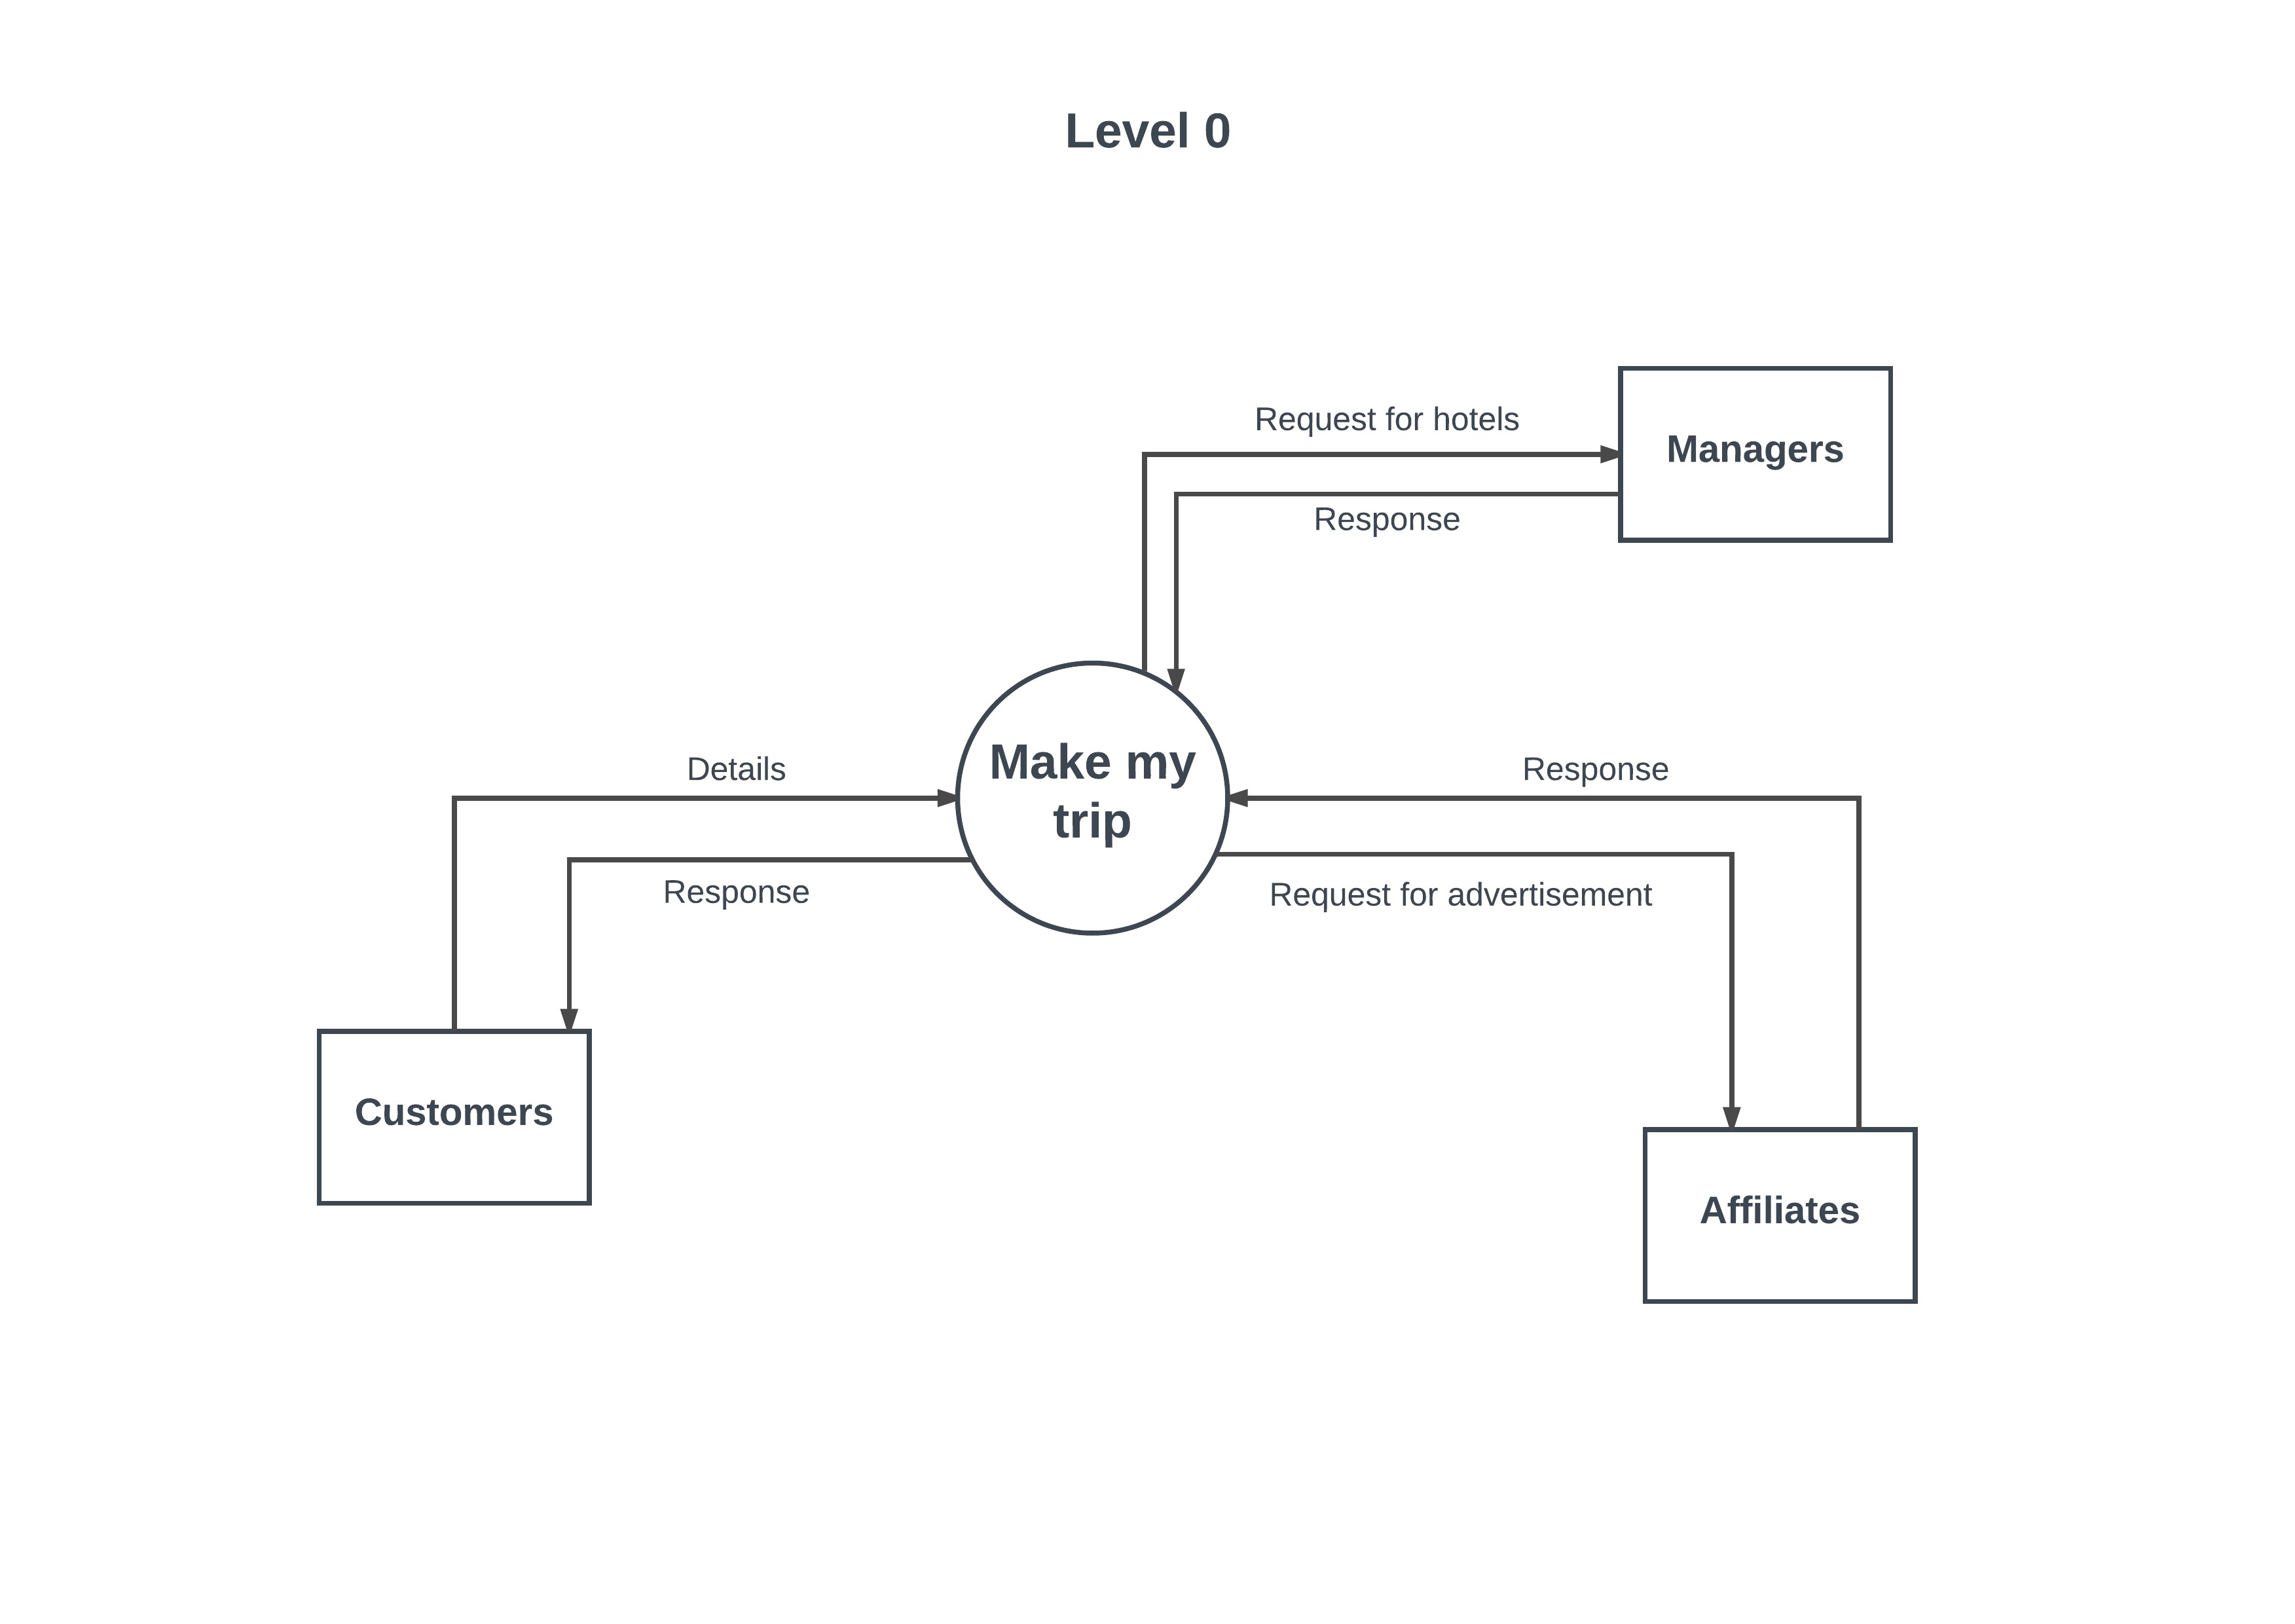 Level 0
Request for hotels
Managers
Response
Make my
trip
Details
Response
Response
Request for advertisement
Customers
Affiliates